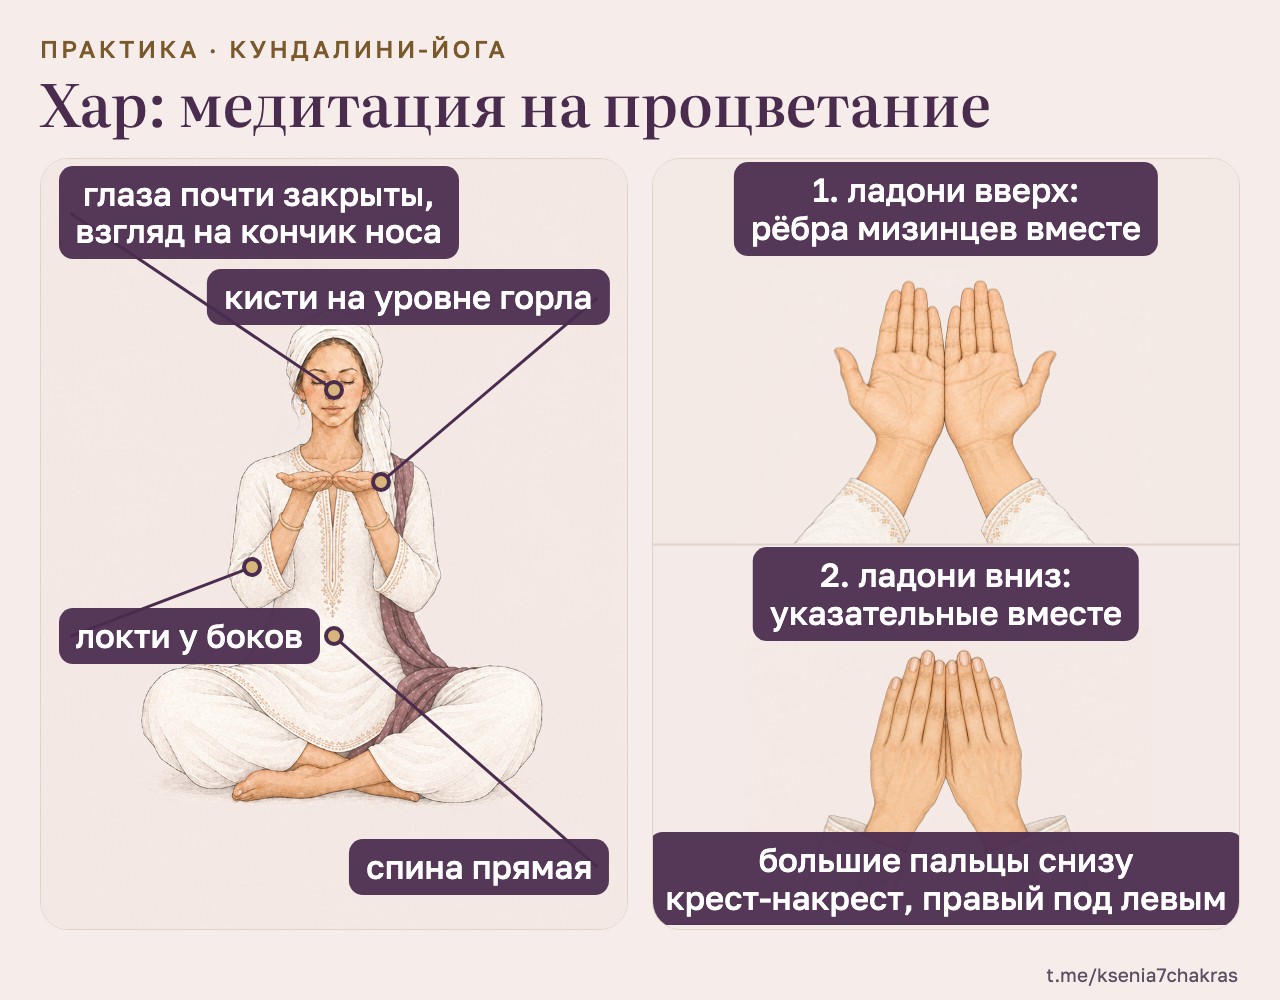 ПРАКТИКА · КУНДАЛИНИ-ЙОГА
Хар: медитация на процветание
глаза почти закрыты,
взгляд на кончик носа
кисти на уровне горла
локти у боков
спина прямая
1. ладони вверх:
рёбра мизинцев вместе
2. ладони вниз:
указательные вместе
большие пальцы снизу
крест-накрест, правый под левым
t.me/ksenia7chakras